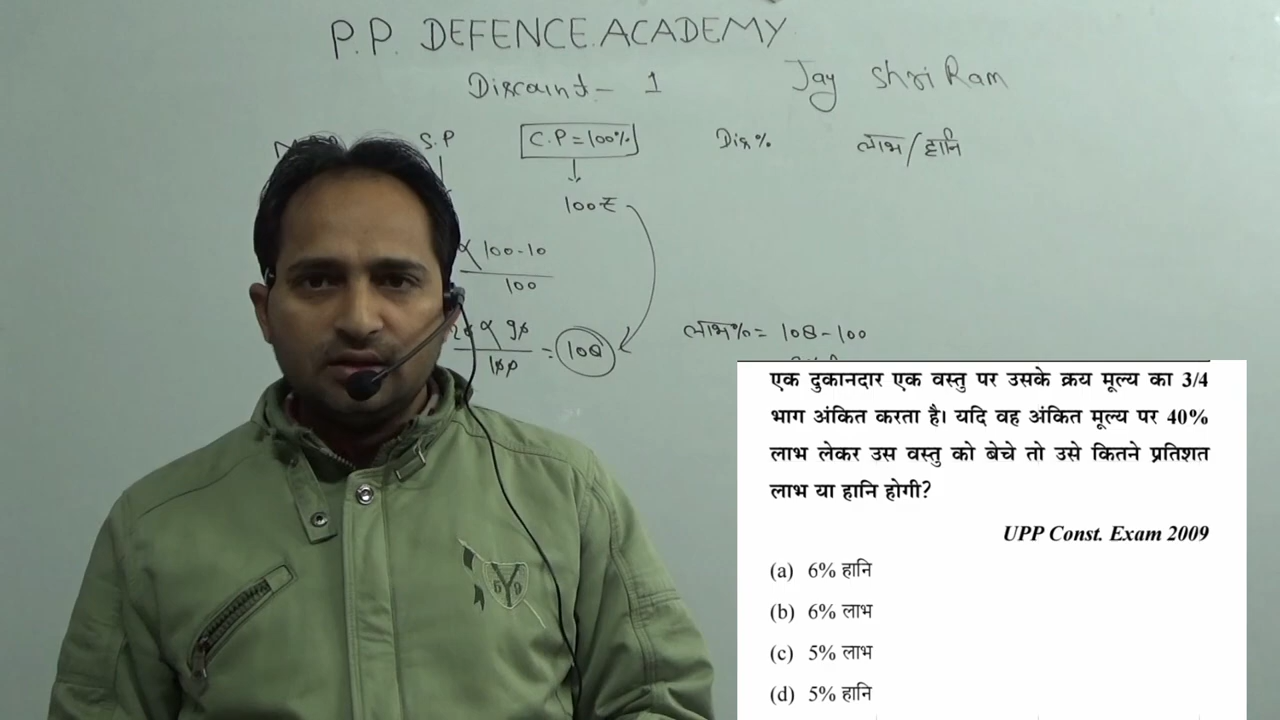 P.P. DEFENCE.ACADEMY
Discount - 1
Jay Shri Ram
S.P
C.P = 100%
Dis%
लाभ/हानि
100₹
100-10
100
90
100
= 108
लाभ% = 108-100
एक दुकानदार एक वस्तु पर उसके क्रय मूल्य का 3/4
भाग अंकित करता है। यदि वह अंकित मूल्य पर 40%
लाभ लेकर उस वस्तु को बेचे तो उसे कितने प्रतिशत
लाभ या हानि होगी?
UPP Const. Exam 2009
(a) 6% हानि
(b) 6% लाभ
(c) 5% लाभ
(d) 5% हानि